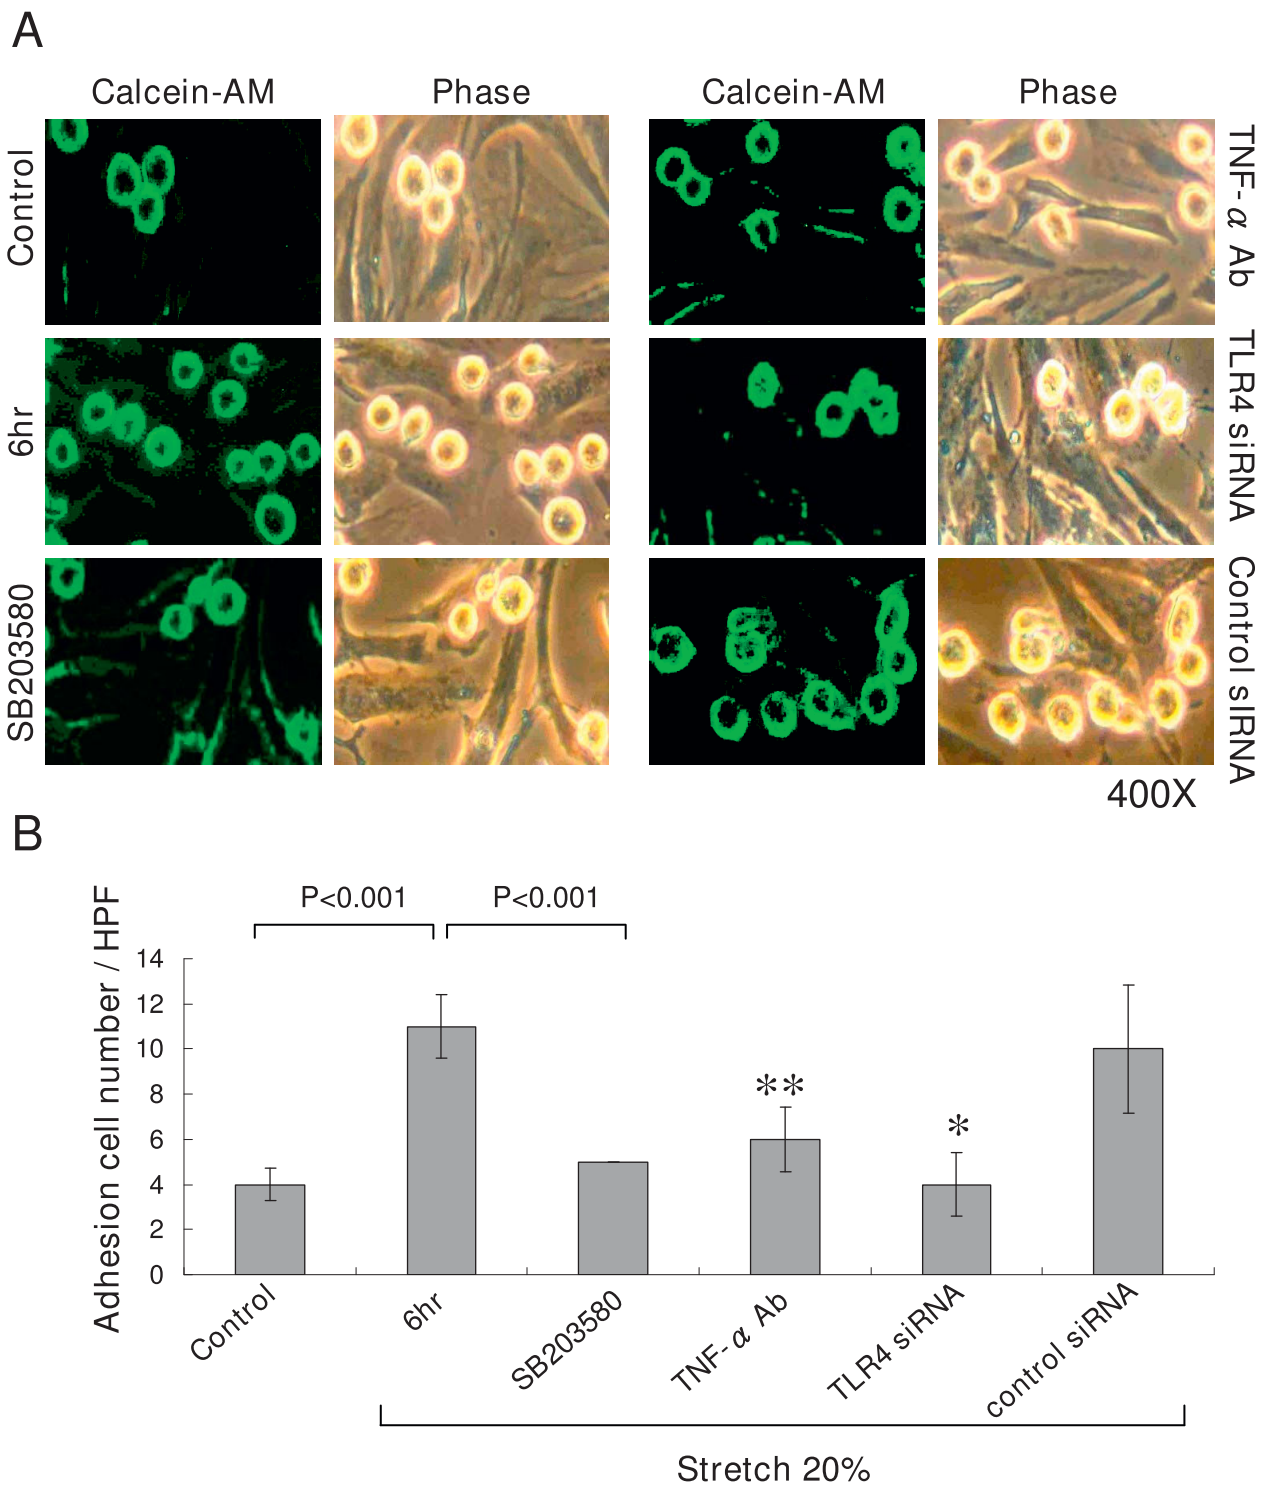 A
Calcein-AM Phase Calcein-AM Phase
Control
TNF-α Ab
6hr
TLR4 siRNA
SB203580
Control sIRNA
400X
B
P<0.001 P<0.001
Adhesion cell number / HPF
14
12
10
8
6
4
2
0
** 
*
Control 6hr SB203580 TNF-α Ab TLR4 siRNA control siRNA
Stretch 20%